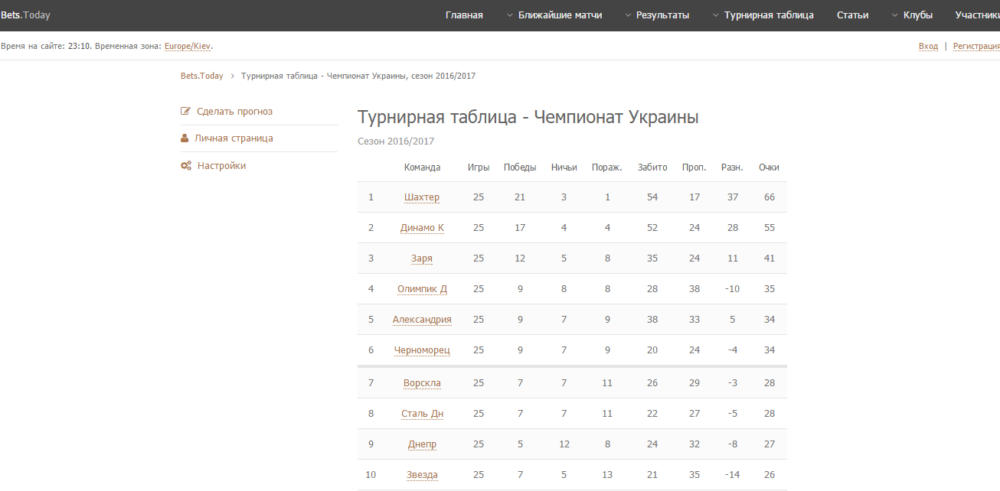 Bets.Today Главная Ближайшие матчи Результаты Турнирная таблица Статьи Клубы Участники
Время на сайте: 23:10. Временная зона: Europe/Kiev. Вход | Регистрация
Bets.Today › Турнирная таблица - Чемпионат Украины, сезон 2016/2017
Сделать прогноз
Личная страница
Настройки
Турнирная таблица - Чемпионат Украины
Сезон 2016/2017
Команда Игры Победы Ничьи Пораж. Забито Проп. Разн. Очки
1 Шахтер 25 21 3 1 54 17 37 66
2 Динамо К 25 17 4 4 52 24 28 55
3 Заря 25 12 5 8 35 24 11 41
4 Олимпик Д 25 9 8 8 28 38 -10 35
5 Александрия 25 9 7 9 38 33 5 34
6 Черноморец 25 9 7 9 20 24 -4 34
7 Ворскла 25 7 7 11 26 29 -3 28
8 Сталь Дн 25 7 7 11 22 27 -5 28
9 Днепр 25 5 12 8 24 32 -8 27
10 Звезда 25 7 5 13 21 35 -14 26